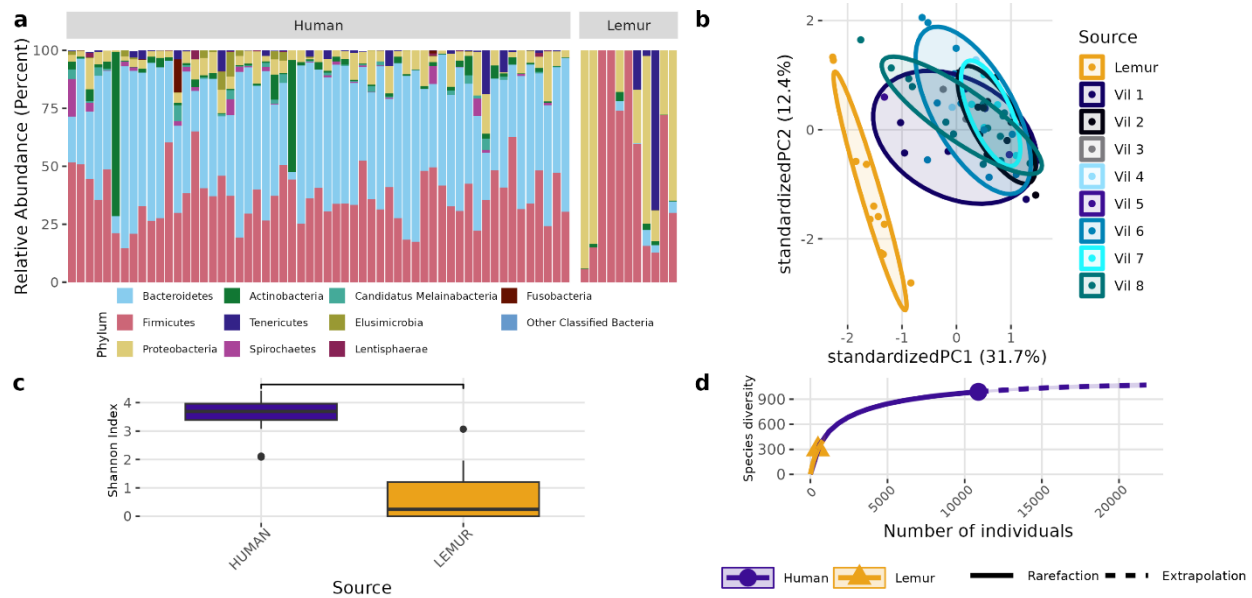 a
Human
Lemur
Relative Abundance (Percent)
100
75
50
25
0
Phylum
Bacteroidetes
Actinobacteria
Candidatus Melainabacteria
Fusobacteria
Firmicutes
Tenericutes
Elusimicrobia
Other Classified Bacteria
Proteobacteria
Spirochaetes
Lentisphaerae
b
standardizedPC2 (12.4%)
2
0
-2
-2
-1
0
1
standardizedPC1 (31.7%)
Source
Lemur
Vil 1
Vil 2
Vil 3
Vil 4
Vil 5
Vil 6
Vil 7
Vil 8
c
Shannon Index
4
3
2
1
0
HUMAN
LEMUR
Source
d
Species diversity
900
600
300
0
0
5000
10000
15000
20000
Number of individuals
Human
Lemur
Rarefaction
Extrapolation